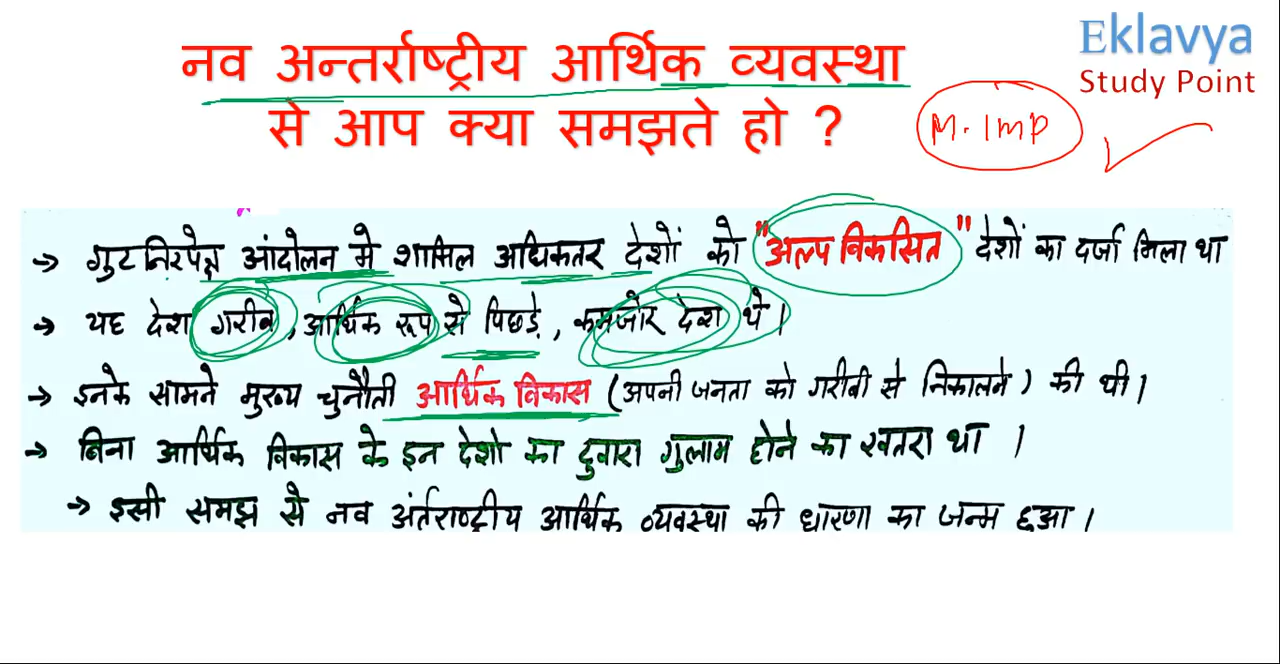 नव अन्तर्राष्ट्रीय आर्थिक व्यवस्था
से आप क्या समझते हो ?
Eklavya
Study Point
M. Imp
→ गुटनिरपेक्ष आंदोलन मे शामिल अधिकतर देशों को "अल्प विकसित" देशों का दर्जा मिला था
→ यह देश गरीब, आर्थिक रूप से पिछड़े, कमजोर देश थे।
→ इनके सामने मुख्य चुनौती आर्थिक विकास (अपनी जनता को गरीबी से निकालने) की थी।
→ बिना आर्थिक विकास के इन देशो का दुबारा गुलाम होने का खतरा था ।
→ इसी समझ से नव अंर्तराष्ट्रीय आर्थिक व्यवस्था की धारणा का जन्म हुआ ।